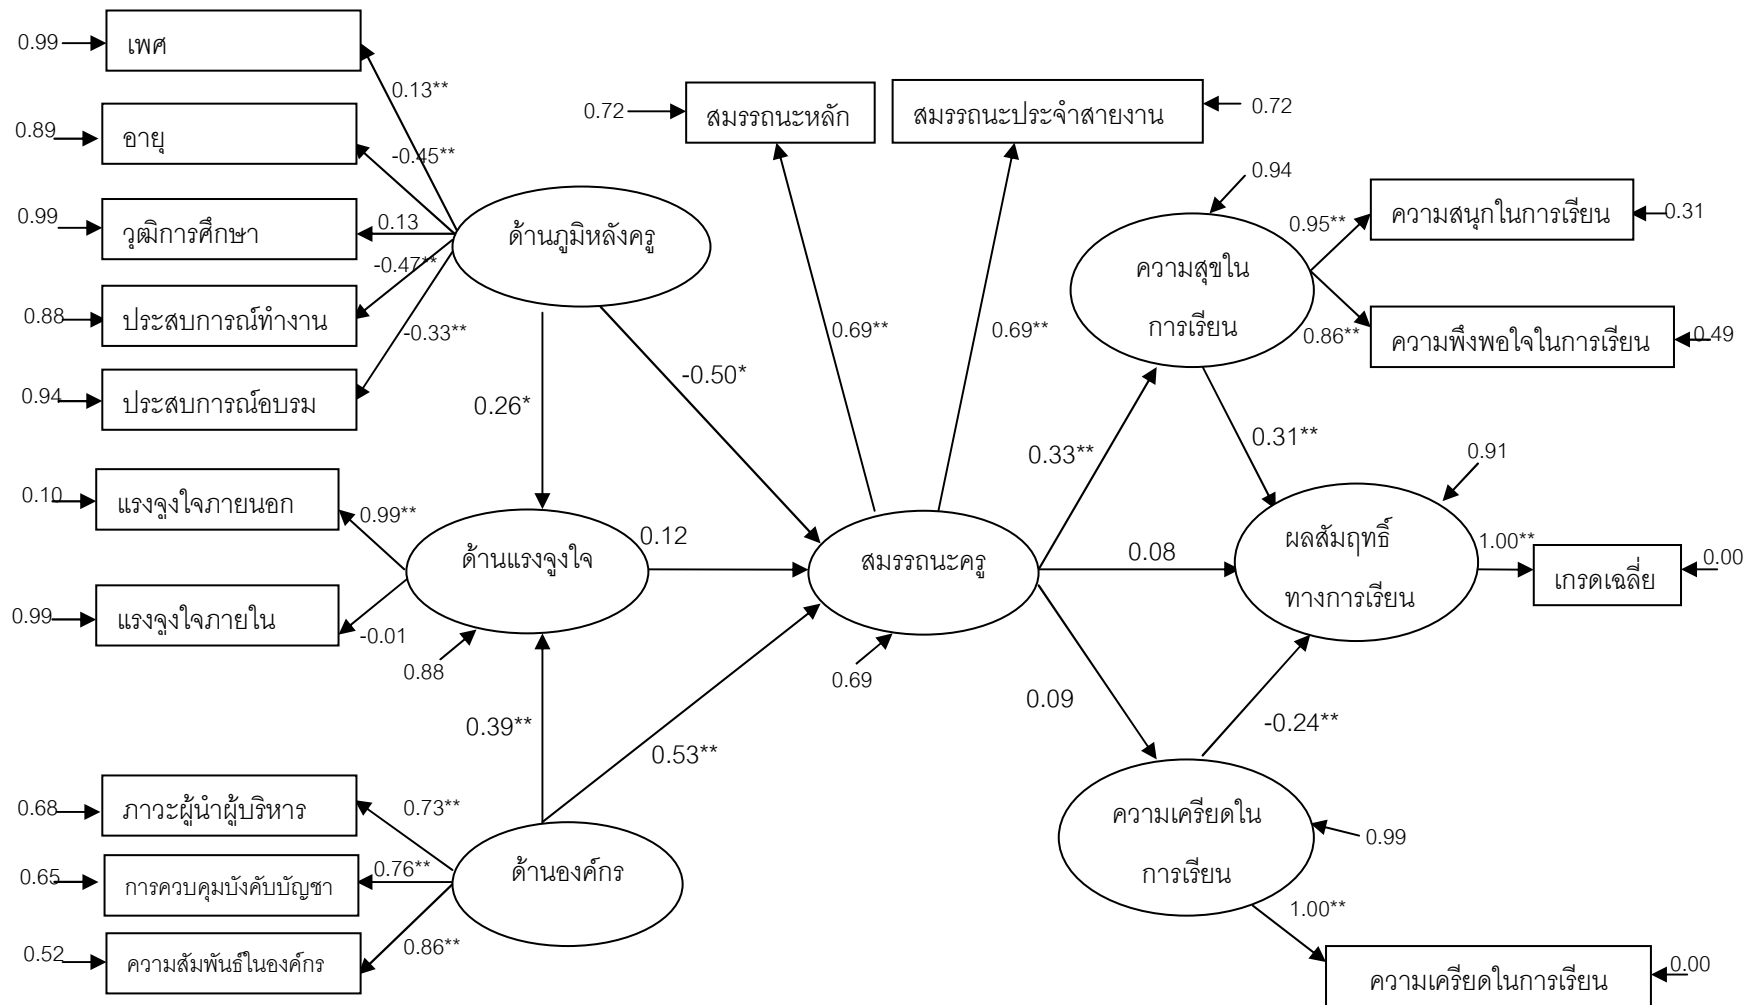 0.99
เพศ
0.13**
0.89
อายุ
-0.45**
0.99
วุฒิการศึกษา
0.13
-0.47**
0.88
ประสบการณ์ทำงาน
-0.33**
0.94
ประสบการณ์อบรม
ด้านภูมิหลังครู
0.72
สมรรถนะหลัก
สมรรถนะประจำสายงาน
0.72
0.69**
0.69**
-0.50*
0.26*
0.94
ความสุขใน
การเรียน
0.95**
ความสนุกในการเรียน
0.31
0.86**
ความพึงพอใจในการเรียน
0.49
0.33**
0.31**
0.10
แรงจูงใจภายนอก
0.99**
0.99
แรงจูงใจภายใน
-0.01
ด้านแรงจูงใจ
0.88
0.12
สมรรถนะครู
0.69
0.08
0.91
ผลสัมฤทธิ์
ทางการเรียน
1.00**
เกรดเฉลี่ย
0.00
0.39**
0.53**
0.09
-0.24**
0.68
ภาวะผู้นำผู้บริหาร
0.73**
0.65
การควบคุมบังคับบัญชา
0.76**
0.52
ความสัมพันธ์ในองค์กร
0.86**
ด้านองค์กร
ความเครียดใน
การเรียน
0.99
1.00**
ความเครียดในการเรียน
0.00